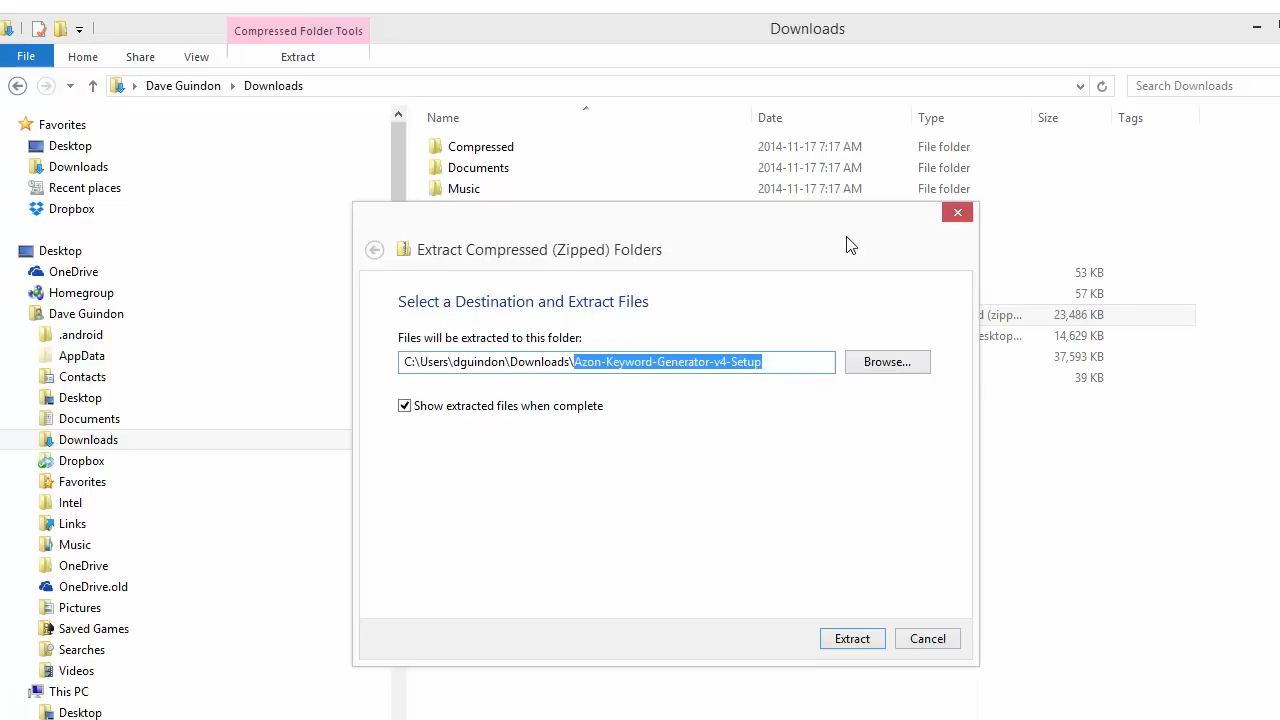 Compressed Folder Tools
Downloads
File
Home
Share
View
Extract
Dave Guindon
Downloads
Search Downloads
Favorites
Desktop
Downloads
Recent places
Dropbox
Desktop
OneDrive
Homegroup
Dave Guindon
.android
AppData
Contacts
Desktop
Documents
Downloads
Dropbox
Favorites
Intel
Links
Music
OneDrive
OneDrive.old
Pictures
Saved Games
Searches
Videos
This PC
Desktop
Name
Date
Type
Size
Tags
Compressed 2014-11-17 7:17 AM File folder
Documents 2014-11-17 7:17 AM File folder
Music 2014-11-17 7:17 AM File folder
53 KB
57 KB
d (zipp... 23,486 KB
esktop... 14,629 KB
37,593 KB
39 KB
Extract Compressed (Zipped) Folders
Select a Destination and Extract Files
Files will be extracted to this folder:
C:\Users\dguindon\Downloads\Azon-Keyword-Generator-v4-Setup
Browse...
Show extracted files when complete
Extract
Cancel